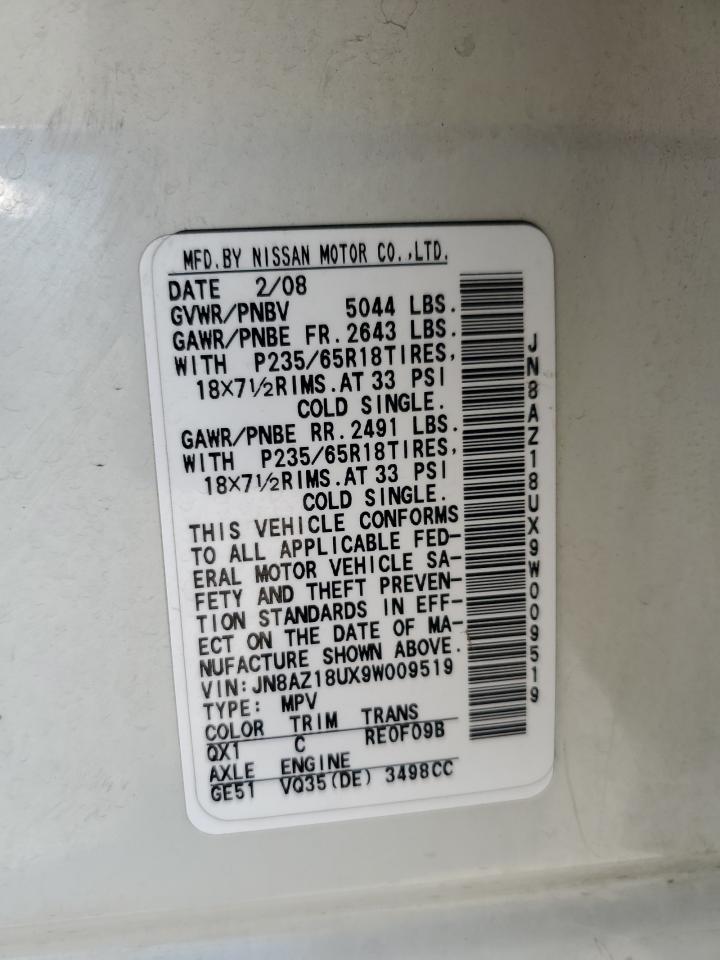 MFD.BY NISSAN MOTOR CO.,LTD.
DATE 2/08
GVWR/PNBV 5044 LBS.
GAWR/PNBE FR.2643 LBS.
WITH P235/65R18TIRES,
18X7½RIMS.AT 33 PSI
COLD SINGLE.
GAWR/PNBE RR.2491 LBS.
WITH P235/65R18TIRES,
18X7½RIMS.AT 33 PSI
COLD SINGLE.
THIS VEHICLE CONFORMS
TO ALL APPLICABLE FED-
ERAL MOTOR VEHICLE SA-
FETY AND THEFT PREVEN-
TION STANDARDS IN EFF-
ECT ON THE DATE OF MA-
NUFACTURE SHOWN ABOVE.
VIN:JN8AZ18UX9W009519
TYPE: MPV
COLOR TRIM TRANS
QX1 C RE0F09B
AXLE ENGINE
GE51 VQ35(DE) 3498CC
JN8AZ18UX9W009519